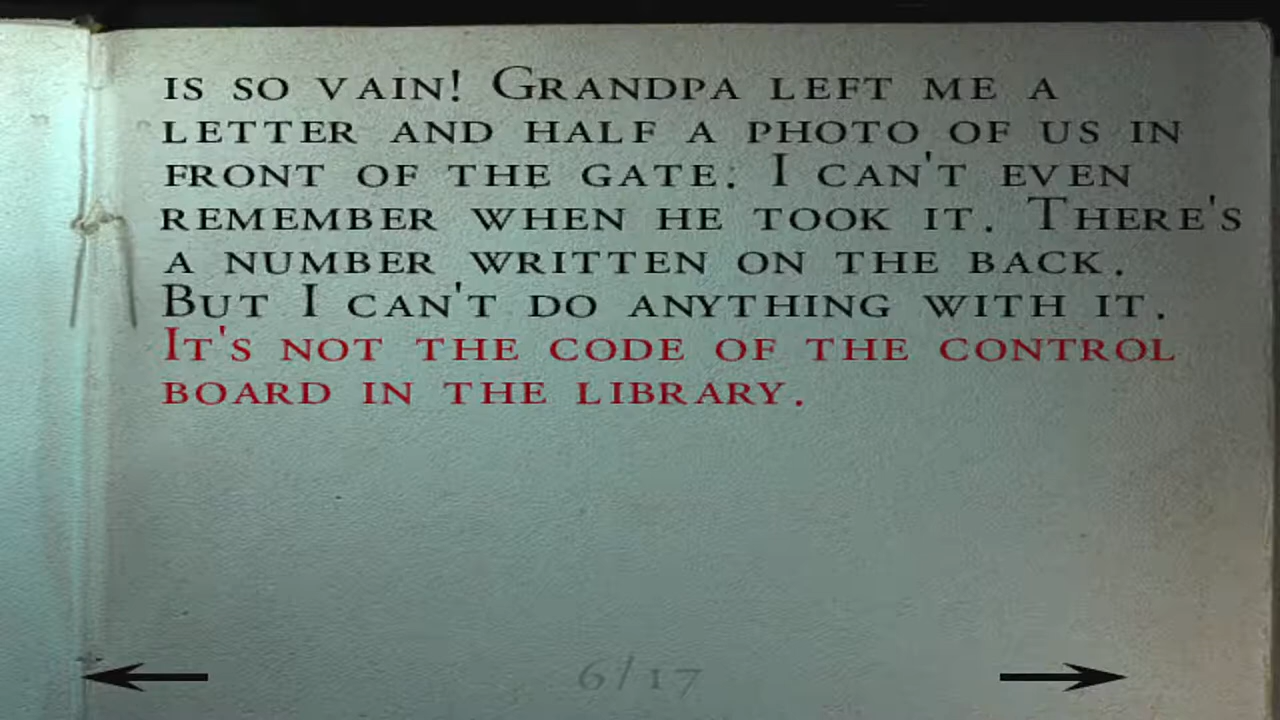 is so vain! Grandpa left me a
letter and half a photo of us in
front of the gate. I can't even
remember when he took it. There's
a number written on the back.
But I can't do anything with it.
It's not the code of the control
board in the library.
6/17